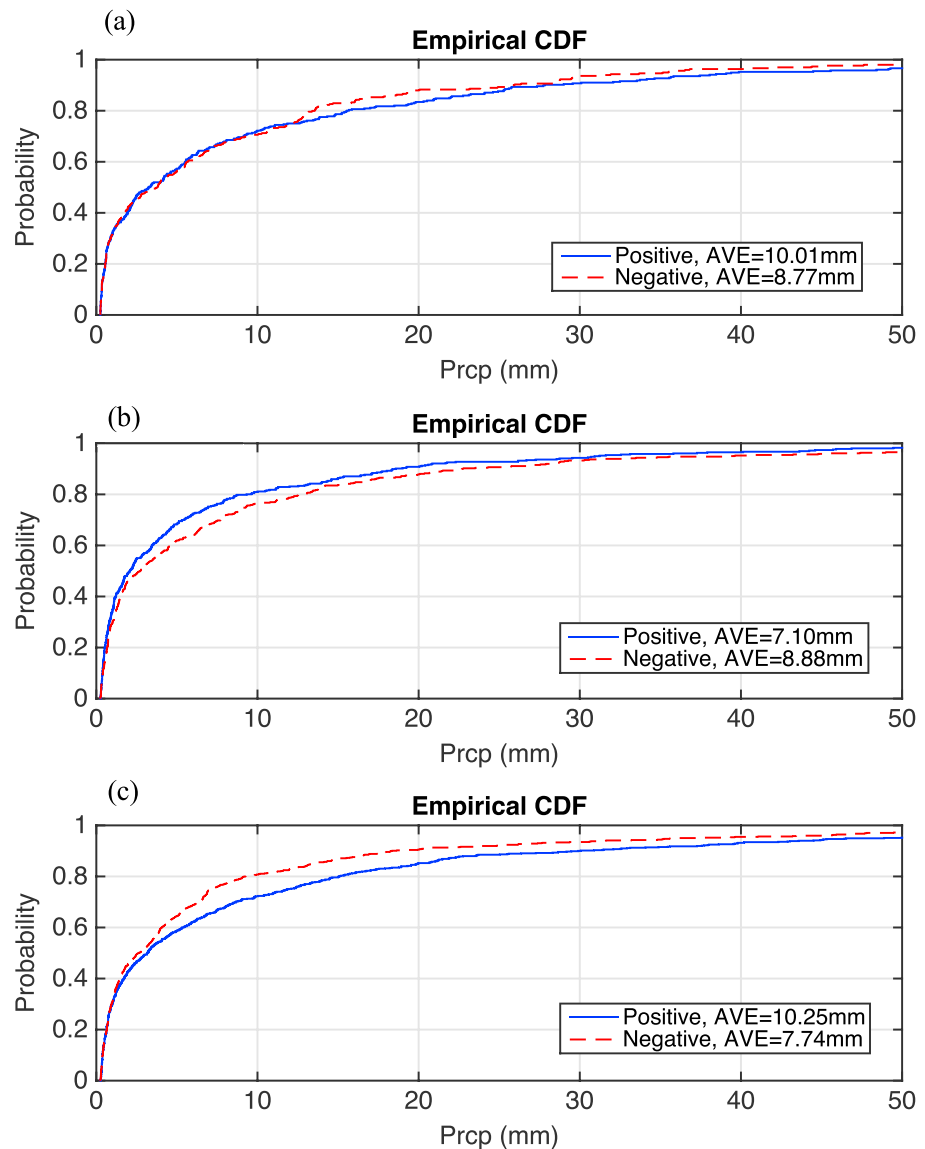 (a)
Empirical CDF
1
0.8
0.6
0.4
0.2
0
Probability
Positive, AVE=10.01mm
Negative, AVE=8.77mm
0 10 20 30 40 50
Prcp (mm)
(b)
Empirical CDF
1
0.8
0.6
0.4
0.2
0
Probability
Positive, AVE=7.10mm
Negative, AVE=8.88mm
0 10 20 30 40 50
Prcp (mm)
(c)
Empirical CDF
1
0.8
0.6
0.4
0.2
0
Probability
Positive, AVE=10.25mm
Negative, AVE=7.74mm
0 10 20 30 40 50
Prcp (mm)